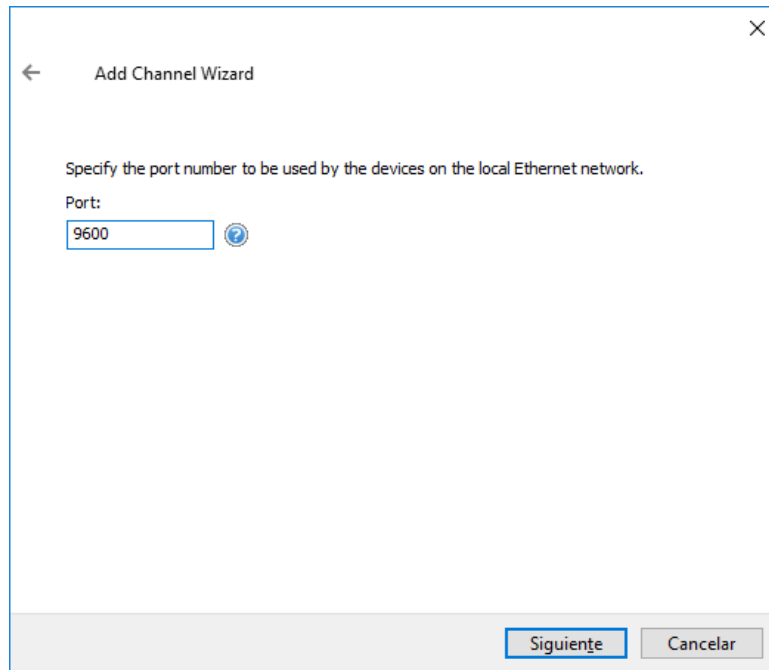 Add Channel Wizard
Specify the port number to be used by the devices on the local Ethernet network.
Port:
9600
?
Siguiente Cancelar